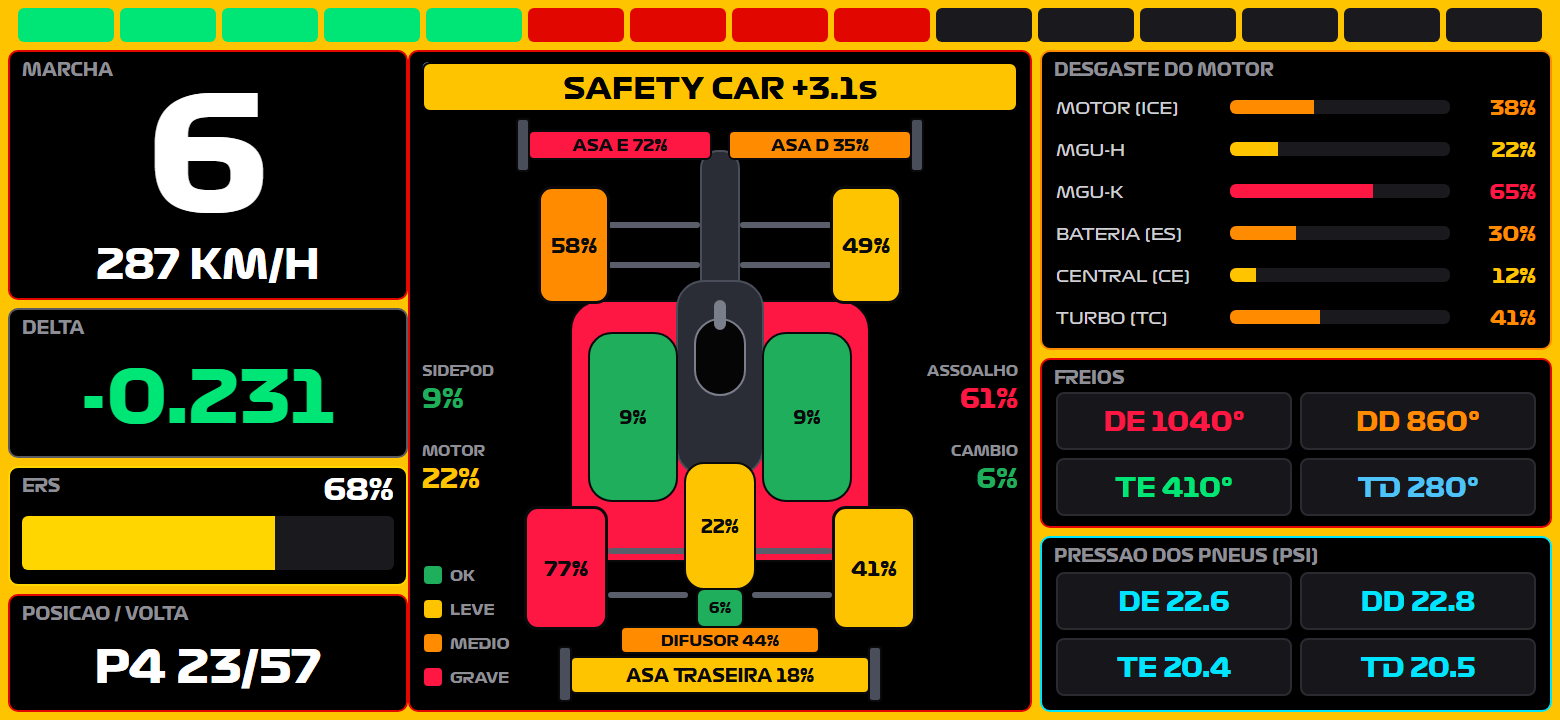 MARCHA
6
287 KM/H
DELTA
-0.231
ERS 68%
POSICAO / VOLTA
P4 23/57
SAFETY CAR +3.1s
ASA E 72% ASA D 35%
58% 49%
SIDEPOD
9%
ASSOALHO
61%
9% 9%
MOTOR
22%
CAMBIO
6%
22%
77% 41%
6%
DIFUSOR 44%
ASA TRASEIRA 18%
OK
LEVE
MEDIO
GRAVE
DESGASTE DO MOTOR
MOTOR (ICE) 38%
MGU-H 22%
MGU-K 65%
BATERIA (ES) 30%
CENTRAL (CE) 12%
TURBO (TC) 41%
FREIOS
DE 1040° DD 860°
TE 410° TD 280°
PRESSAO DOS PNEUS (PSI)
DE 22.6 DD 22.8
TE 20.4 TD 20.5